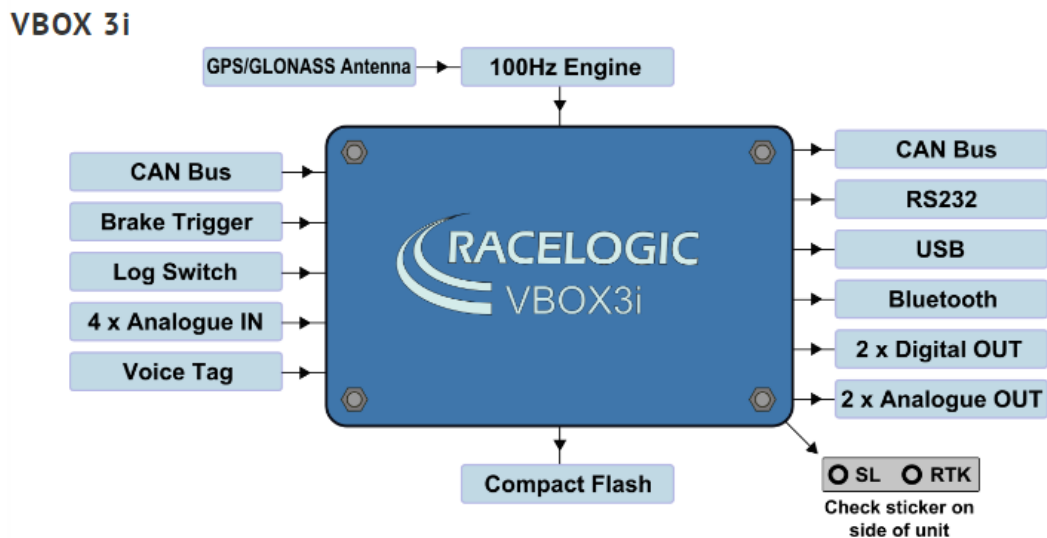 VBOX 3i
GPS/GLONASS Antenna
100Hz Engine
CAN Bus
Brake Trigger
Log Switch
4 x Analogue IN
Voice Tag
RACELOGIC
VBOX3i
CAN Bus
RS232
USB
Bluetooth
2 x Digital OUT
2 x Analogue OUT
Compact Flash
SL RTK
Check sticker on
side of unit